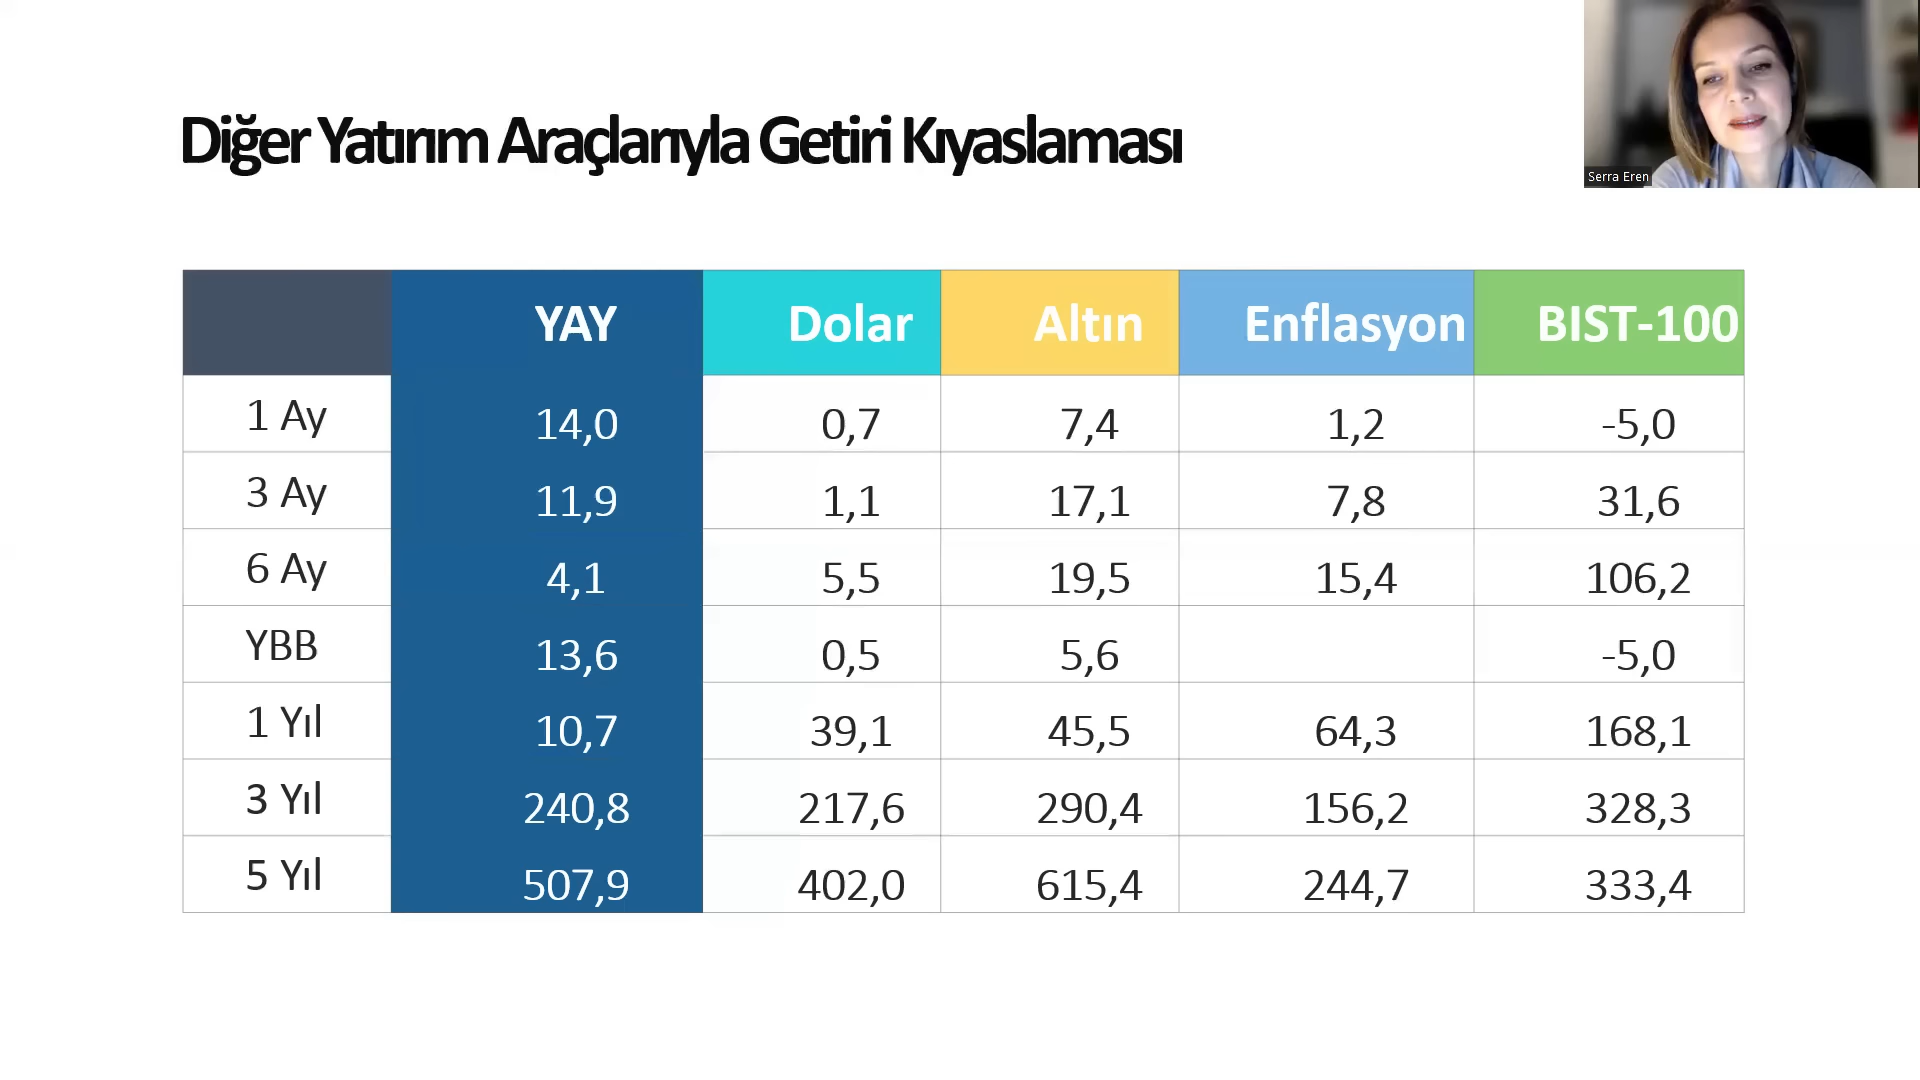 Serra Eren
Diğer Yatırım Araçlarıyla Getiri Kıyaslaması
YAY Dolar Altın Enflasyon BIST-100
1 Ay 14,0 0,7 7,4 1,2 -5,0
3 Ay 11,9 1,1 17,1 7,8 31,6
6 Ay 4,1 5,5 19,5 15,4 106,2
YBB 13,6 0,5 5,6 -5,0
1 Yıl 10,7 39,1 45,5 64,3 168,1
3 Yıl 240,8 217,6 290,4 156,2 328,3
5 Yıl 507,9 402,0 615,4 244,7 333,4